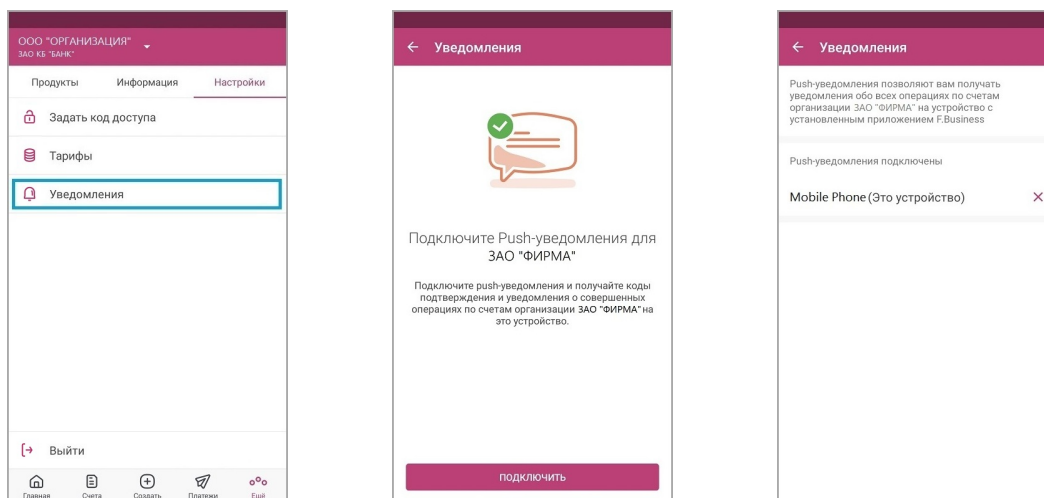 ООО "ОРГАНИЗАЦИЯ"
ЗАО КБ "БАНК"
Продукты Информация Настройки
Задать код доступа
Тарифы
Уведомления
Выйти
Главная Счета Создать Платежи Ещё
Уведомления
Подключите Push-уведомления для
ЗАО "ФИРМА"
Подключите push-уведомления и получайте коды
подтверждения и уведомления о совершенных
операциях по счетам организации ЗАО "ФИРМА" на
это устройство.
ПОДКЛЮЧИТЬ
Уведомления
Push-уведомления позволяют вам получать
уведомления обо всех операциях по счетам
организации ЗАО "ФИРМА" на устройство с
установленным приложением F.Business
Push-уведомления подключены
Mobile Phone (Это устройство)